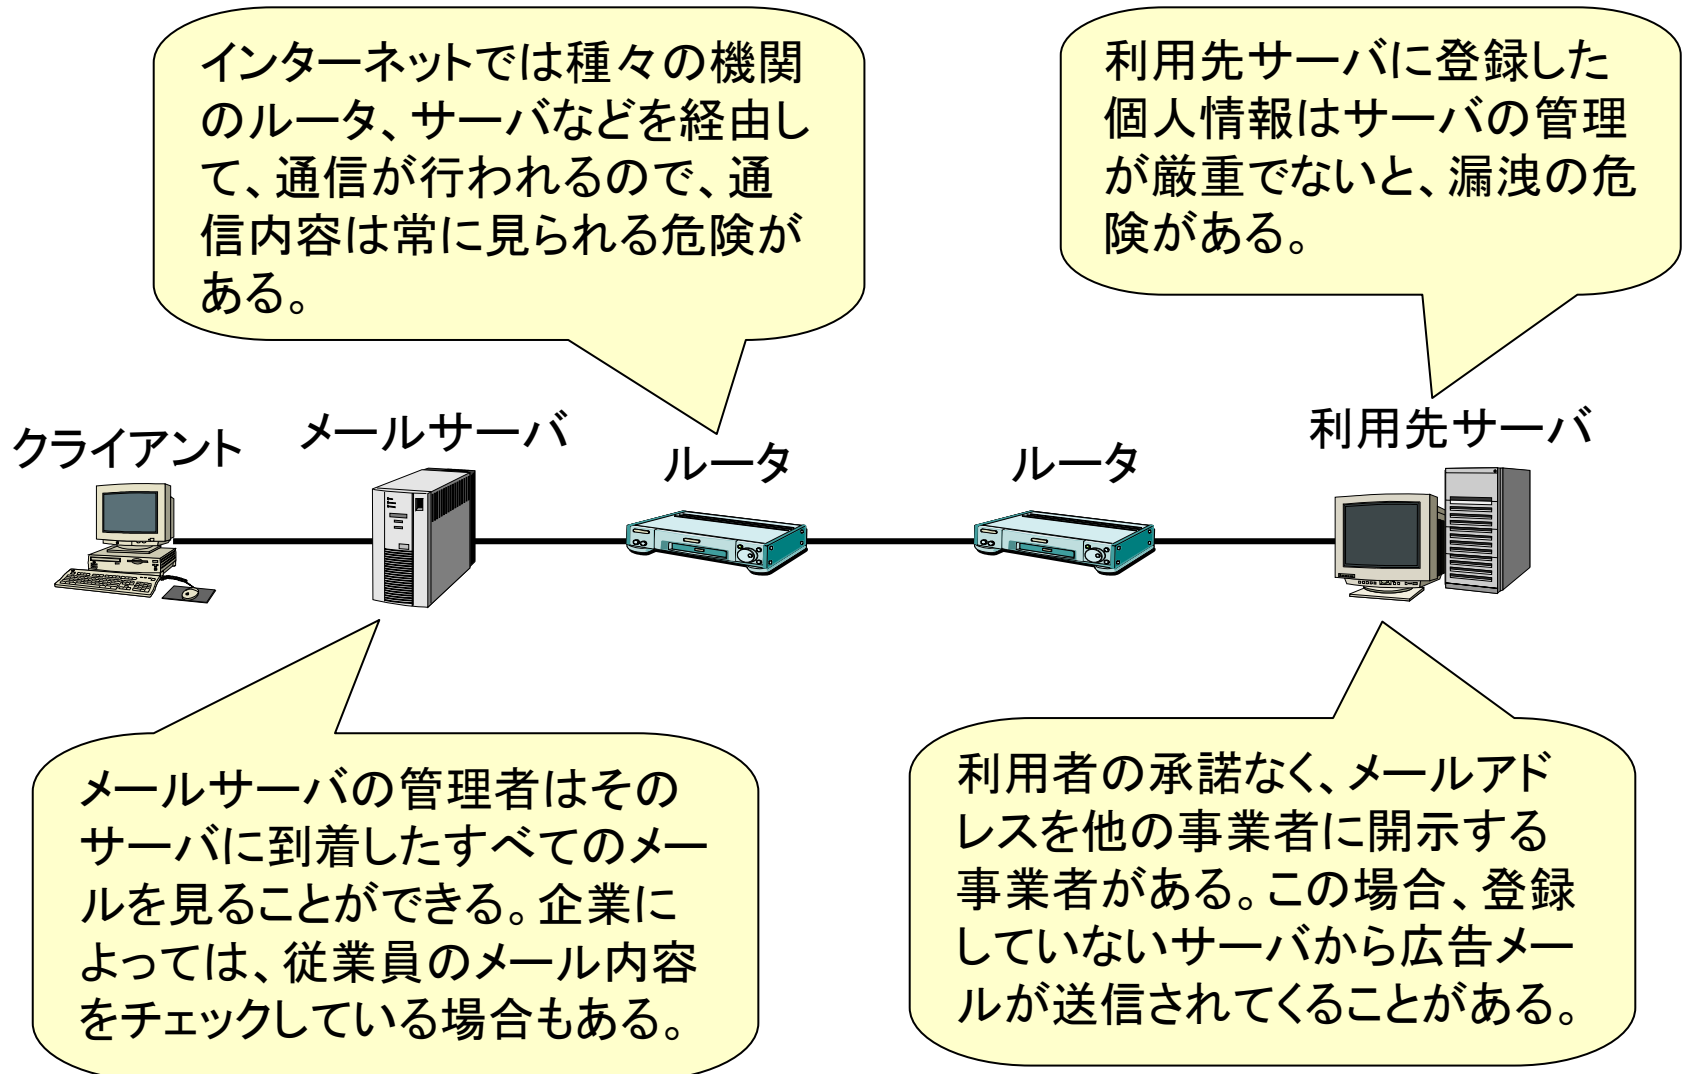 インターネットでは種々の機関
のルータ、サーバなどを経由し
て、通信が行われるので、通
信内容は常に見られる危険が
ある。
利用先サーバに登録した
個人情報はサーバの管理
が厳重でないと、漏洩の危
険がある。
クライアント
メールサーバ
ルータ
ルータ
利用先サーバ
メールサーバの管理者はその
サーバに到着したすべてのメー
ルを見ることができる。企業に
よっては、従業員のメール内容
をチェックしている場合もある。
利用者の承諾なく、メールアド
レスを他の事業者に開示する
事業者がある。この場合、登録
していないサーバから広告メー
ルが送信されてくることがある。